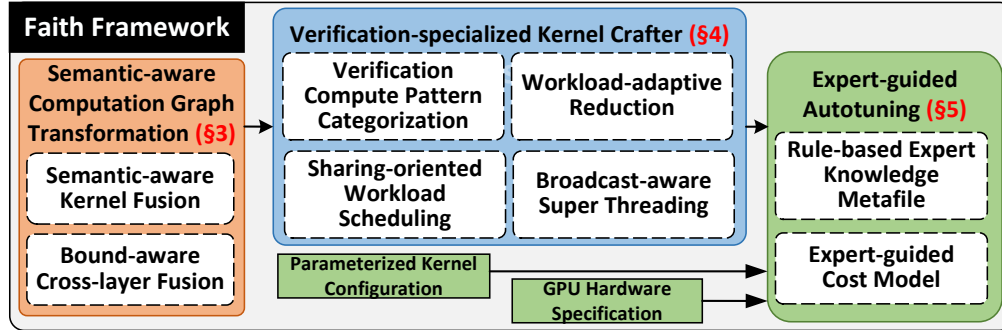 Faith Framework
Semantic-aware
Computation Graph
Transformation (§3)
Semantic-aware
Kernel Fusion
Bound-aware
Cross-layer Fusion
Verification-specialized Kernel Crafter (§4)
Verification
Compute Pattern
Categorization
Workload-adaptive
Reduction
Sharing-oriented
Workload
Scheduling
Broadcast-aware
Super Threading
Parameterized Kernel
Configuration
GPU Hardware
Specification
Expert-guided
Autotuning (§5)
Rule-based Expert
Knowledge
Metafile
Expert-guided
Cost Model